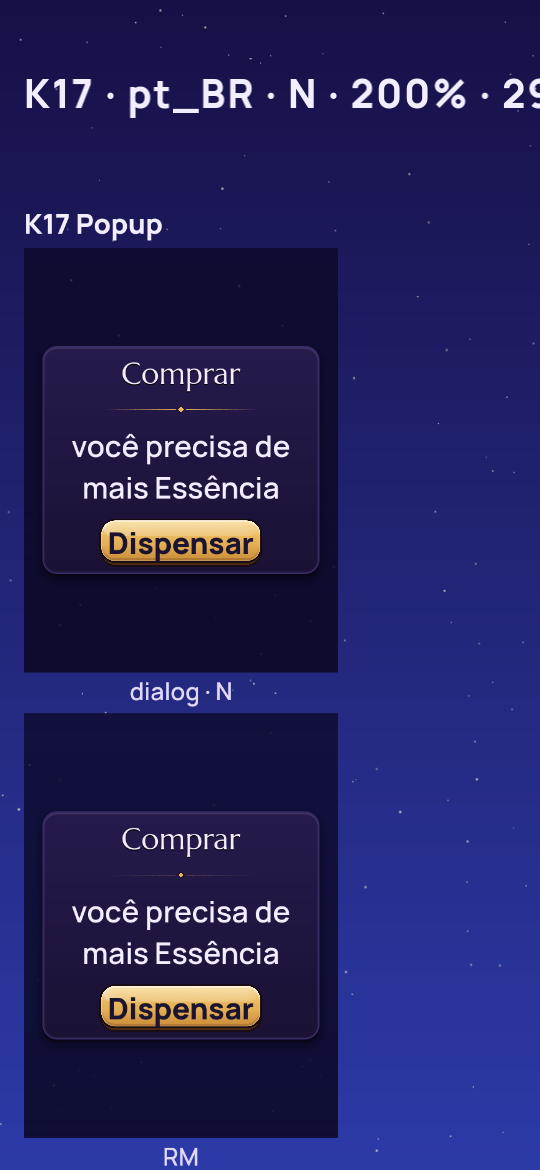 K17 · pt_BR · N · 200% · 29
K17 Popup
Comprar
você precisa de
mais Essência
Dispensar
dialog · N
Comprar
você precisa de
mais Essência
Dispensar
RM